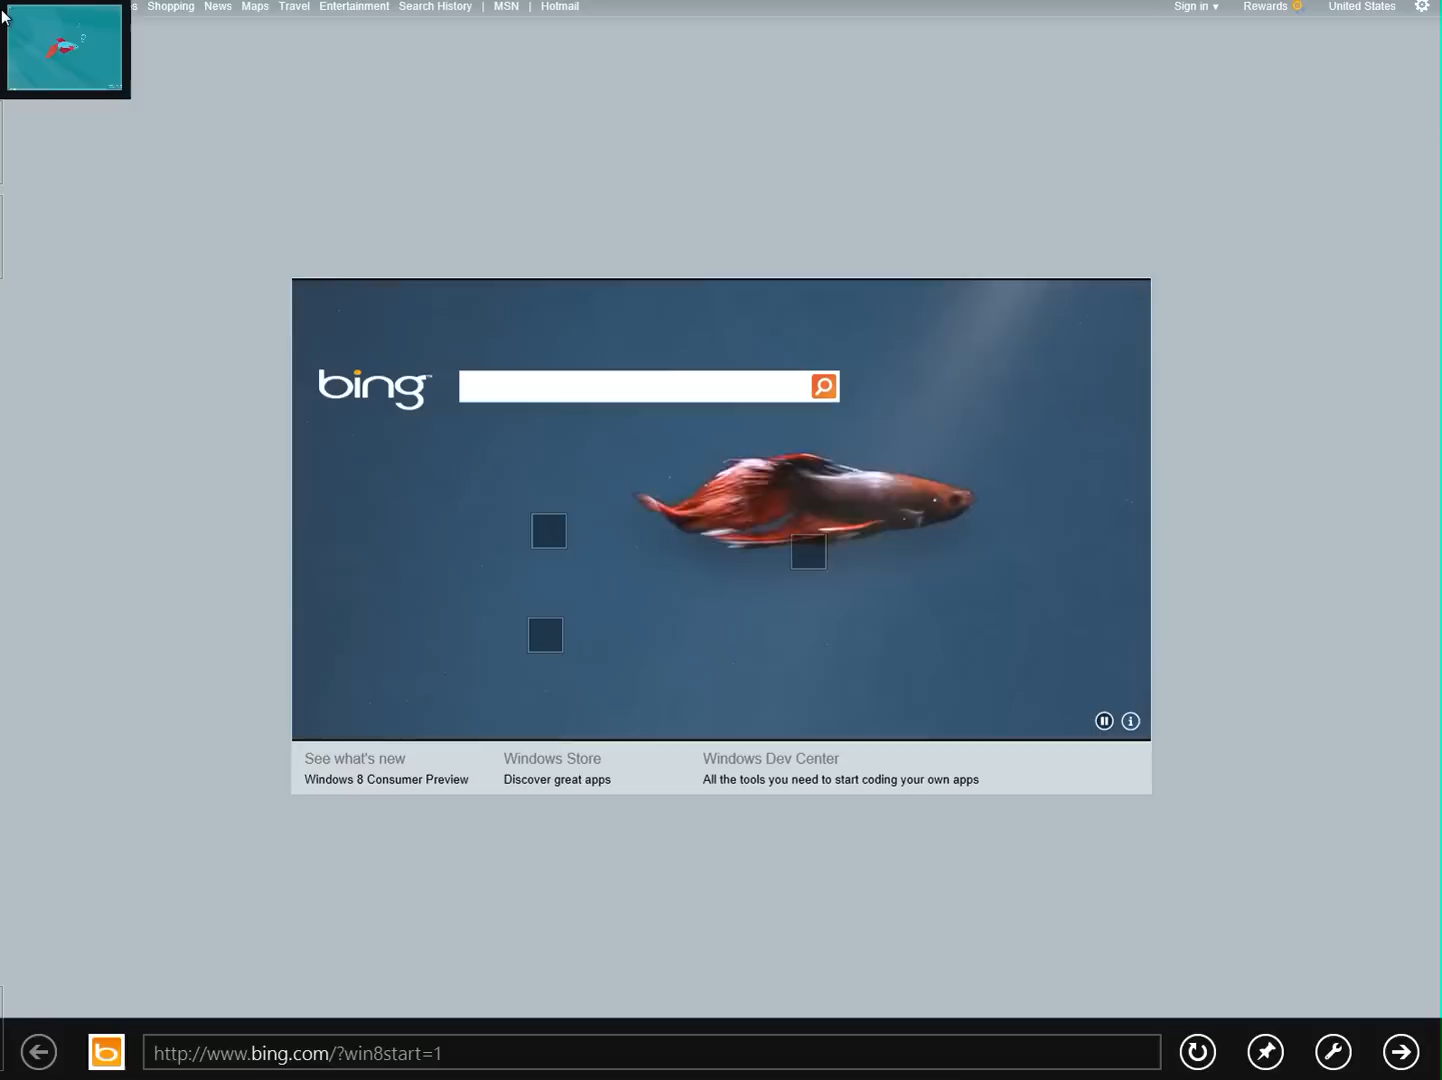 Shopping News Maps Travel Entertainment Search History | MSN | Hotmail Sign in Rewards United States
bing
See what's new Windows Store Windows Dev Center
Windows 8 Consumer Preview Discover great apps All the tools you need to start coding your own apps
http://www.bing.com/?win8start=1